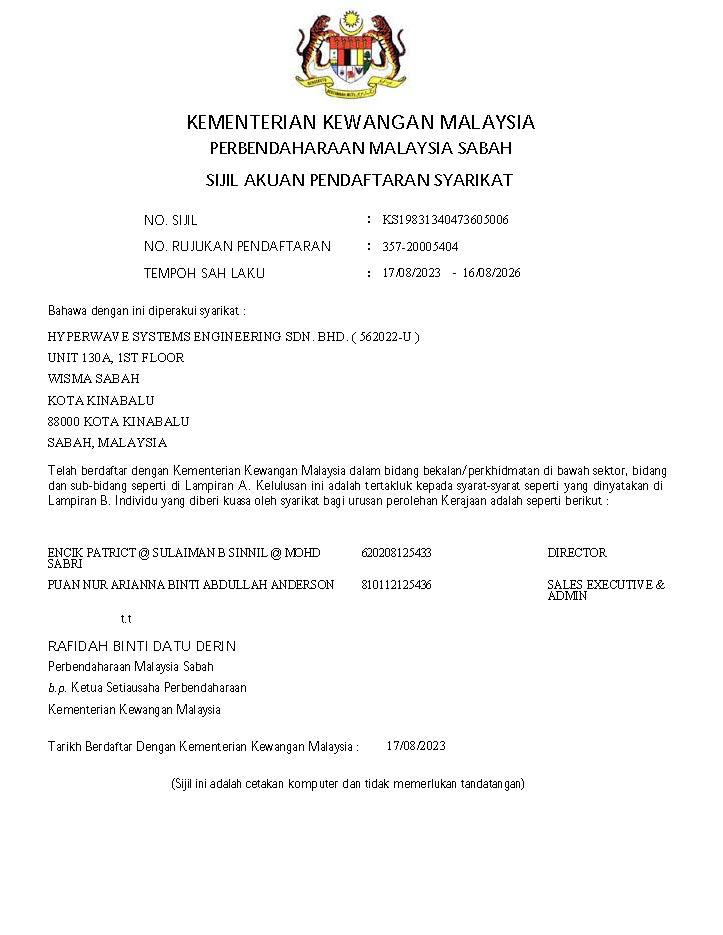 KEMENTERIAN KEWANGAN MALAYSIA
PERBENDAHARAAN MALAYSIA SABAH
SIJIL AKUAN PENDAFTARAN SYARIKAT
NO. SIJIL : KS19831340473605006
NO. RUJUKAN PENDAFTARAN : 357-20005404
TEMPOH SAH LAKU : 17/08/2023 - 16/08/2026
Bahawa dengan ini diperakui syarikat :
HYPERWAVE SYSTEMS ENGINEERING SDN. BHD. ( 562022-U )
UNIT 130A, 1ST FLOOR
WISMA SABAH
KOTA KINABALU
88000 KOTA KINABALU
SABAH, MALAYSIA
Telah berdaftar dengan Kementerian Kewangan Malaysia dalam bidang bekalan/perkhidmatan di bawah sektor, bidang
dan sub-bidang seperti di Lampiran A. Kelulusan ini adalah tertakluk kepada syarat-syarat seperti yang dinyatakan di
Lampiran B. Individu yang diberi kuasa oleh syarikat bagi urusan perolehan Kerajaan adalah seperti berikut :
ENCIK PATRICT @ SULAIMAN B SINNIL @ MOHD 620208125433 DIRECTOR
SABRI
PUAN NUR ARIANNA BINTI ABDULLAH ANDERSON 810112125436 SALES EXECUTIVE &
ADMIN
t.t
RAFIDAH BINTI DATU DERIN
Perbendaharaan Malaysia Sabah
b.p. Ketua Setiausaha Perbendaharaan
Kementerian Kewangan Malaysia
Tarikh Berdaftar Dengan Kementerian Kewangan Malaysia : 17/08/2023
(Sijil ini adalah cetakan komputer dan tidak memerlukan tandatangan)